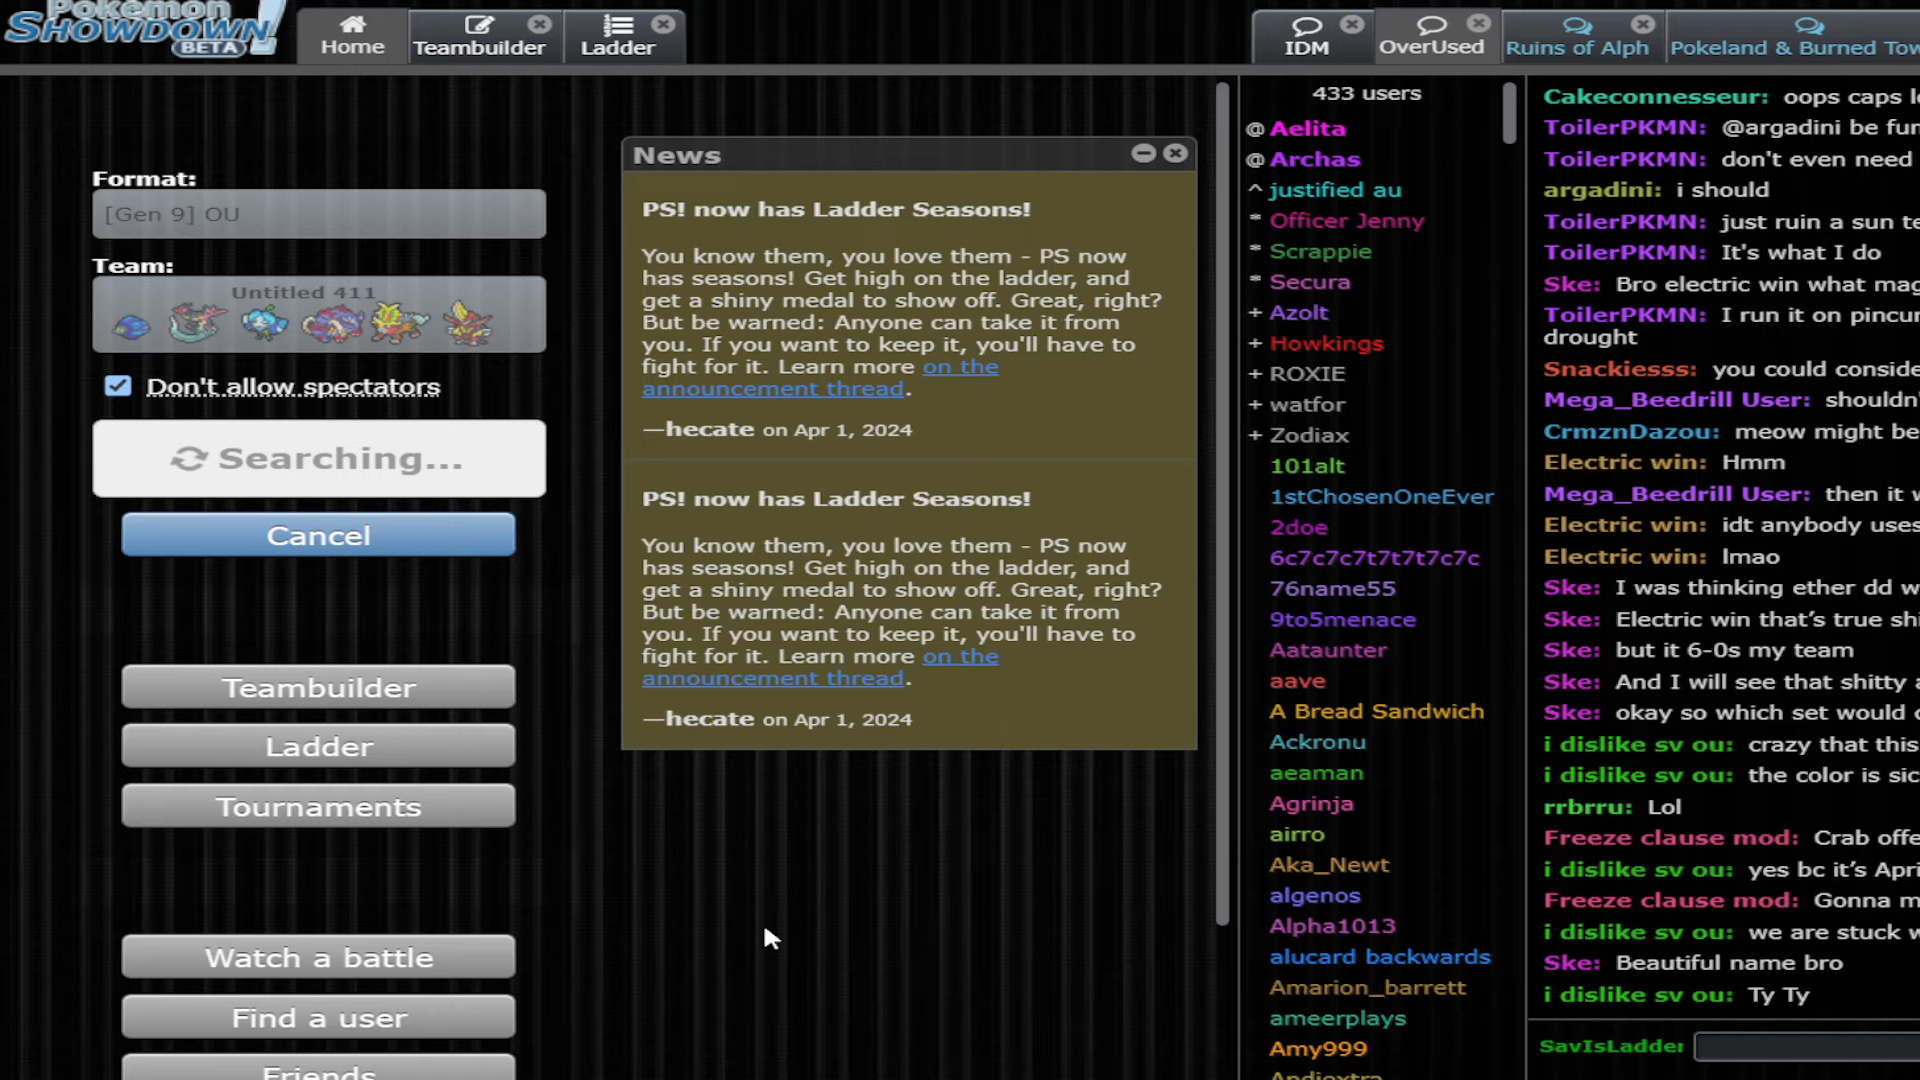 Pokémon
SHOWDOWN!
BETA
Home
Teambuilder
Ladder
IDM
OverUsed
Ruins of Alph
Pokeland & Burned Tow
Format:
[Gen 9] OU
Team:
Untitled 411
Don't allow spectators
Searching...
Cancel
Teambuilder
Ladder
Tournaments
Watch a battle
Find a user
Friends
News
PS! now has Ladder Seasons!
You know them, you love them - PS now
has seasons! Get high on the ladder, and
get a shiny medal to show off. Great, right?
But be warned: Anyone can take it from
you. If you want to keep it, you'll have to
fight for it. Learn more on the
announcement thread.
—hecate on Apr 1, 2024
PS! now has Ladder Seasons!
You know them, you love them - PS now
has seasons! Get high on the ladder, and
get a shiny medal to show off. Great, right?
But be warned: Anyone can take it from
you. If you want to keep it, you'll have to
fight for it. Learn more on the
announcement thread.
—hecate on Apr 1, 2024
433 users
@ Aelita
@ Archas
^ justified au
* Officer Jenny
* Scrappie
* Secura
+ Azolt
+ Howkings
+ ROXIE
+ watfor
+ Zodiax
101alt
1stChosenOneEver
2doe
6c7c7c7t7t7t7c7c
76name55
9to5menace
Aataunter
aave
A Bread Sandwich
Ackronu
aeaman
Agrinja
airro
Aka_Newt
algenos
Alpha1013
alucard backwards
Amarion_barrett
ameerplays
Amy999
Andiextra
Cakeconnesseur: oops caps l
ToilerPKMN: @argadini be fu
ToilerPKMN: don't even need
argadini: i should
ToilerPKMN: just ruin a sun te
ToilerPKMN: It's what I do
Ske: Bro electric win what mag
ToilerPKMN: I run it on pincur
drought
Snackiesss: you could conside
Mega_Beedrill User: shouldn'
CrmznDazou: meow might be
Electric win: Hmm
Mega_Beedrill User: then it w
Electric win: idt anybody uses
Electric win: lmao
Ske: I was thinking ether dd w
Ske: Electric win that's true shi
Ske: but it 6-0s my team
Ske: And I will see that shitty a
Ske: okay so which set would
i dislike sv ou: crazy that this
i dislike sv ou: the color is sic
rrbrru: Lol
Freeze clause mod: Crab offe
i dislike sv ou: yes bc it's Apri
Freeze clause mod: Gonna m
i dislike sv ou: we are stuck w
Ske: Beautiful name bro
i dislike sv ou: Ty Ty
SavIsLadder